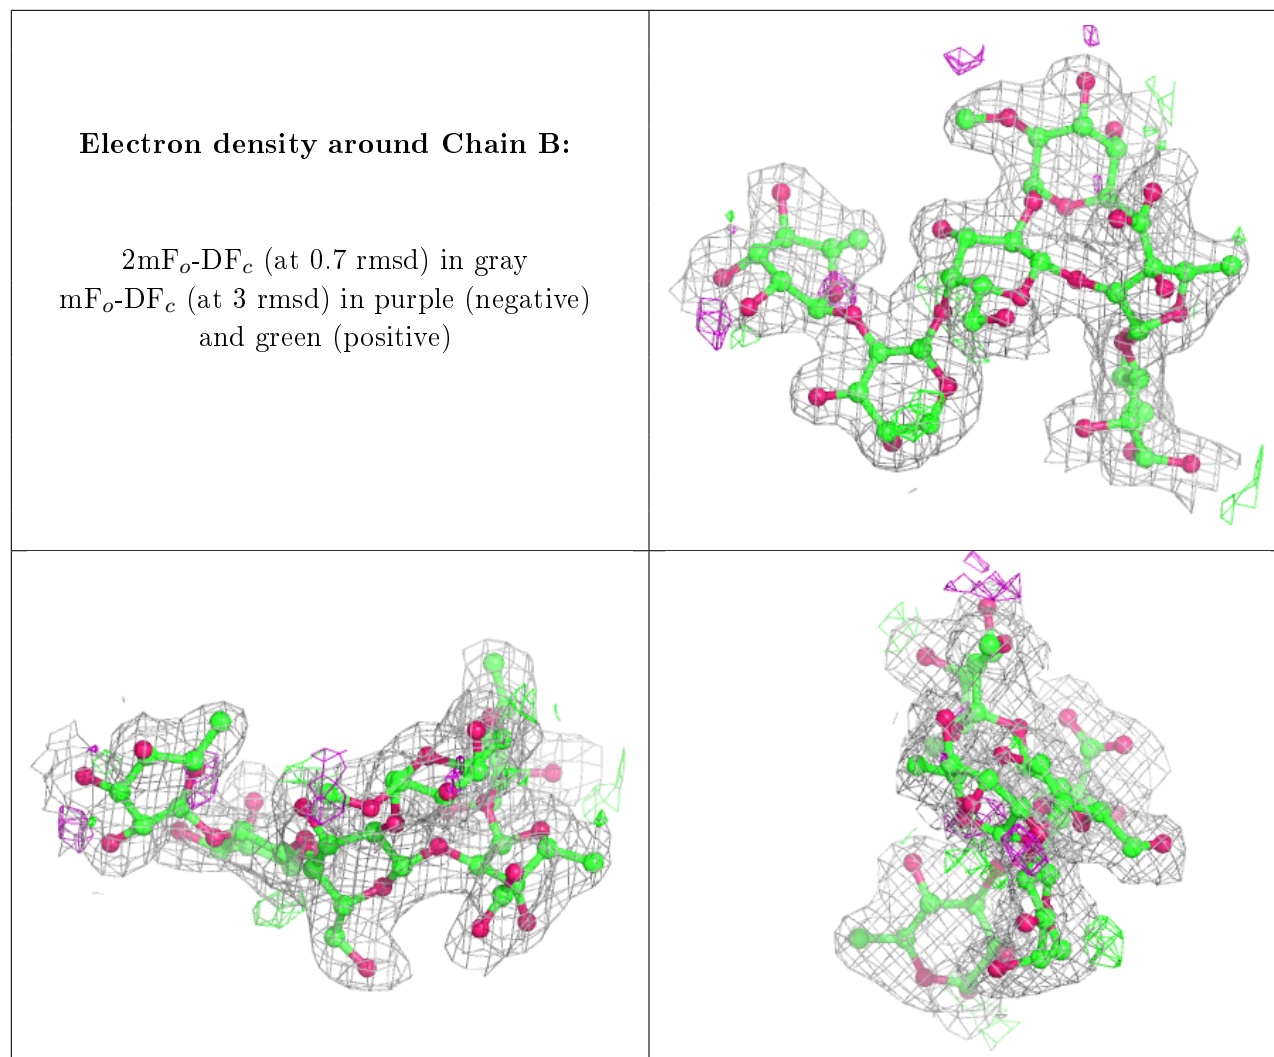 Electron density around Chain B:
2mFo-DFc (at 0.7 rmsd) in gray
mFo-DFc (at 3 rmsd) in purple (negative)
and green (positive)